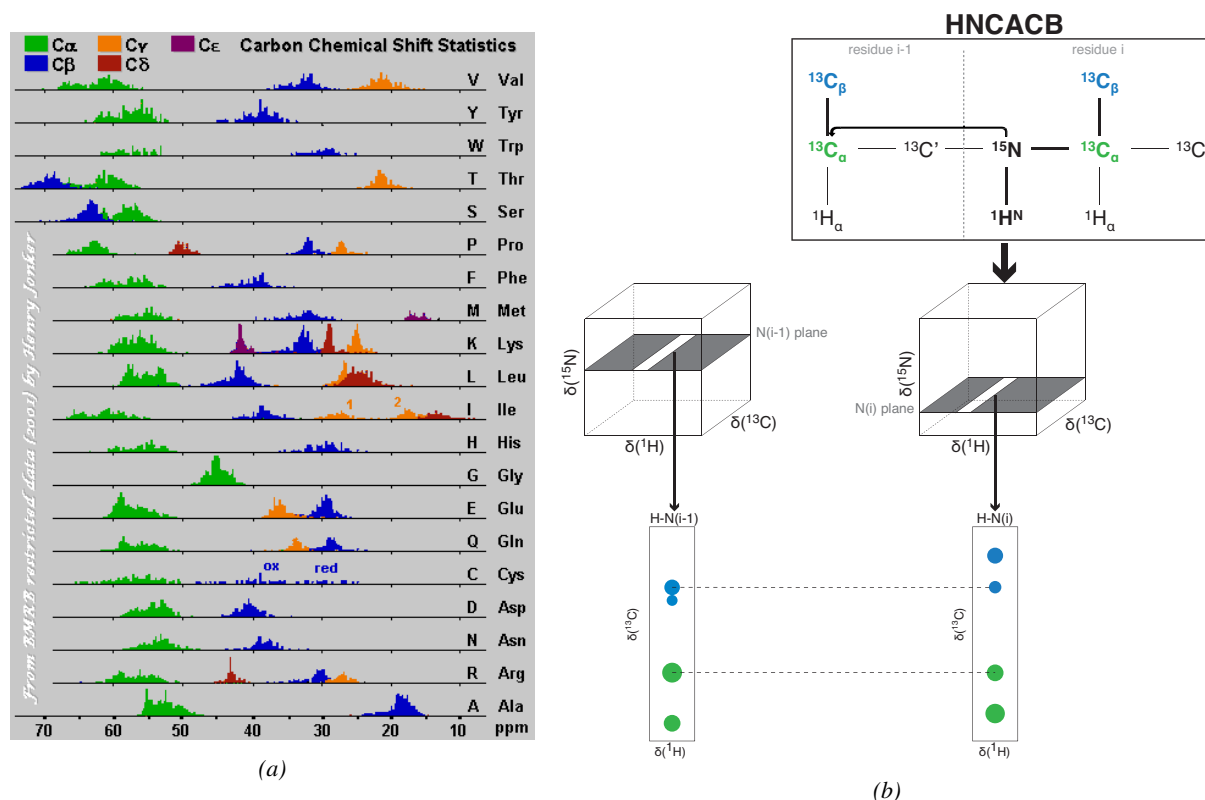 Cα Cγ Cε Carbon Chemical Shift Statistics
Cβ Cδ
V Val
Y Tyr
W Trp
T Thr
S Ser
P Pro
F Phe
M Met
K Lys
L Leu
1 2
I Ile
H His
G Gly
E Glu
Q Gln
ox red
C Cys
D Asp
N Asn
R Arg
A Ala
70 60 50 40 30 20 10 ppm
From BMRB restricted data (2001) by Henry Jonker
(a)
HNCACB
residue i-1 residue i
¹³Cβ ¹³Cβ
¹³Cα ¹³C’ ¹⁵N ¹³Cα ¹³C
¹Hα ¹Hᴺ ¹Hα
N(i-1) plane
δ(¹⁵N)
δ(¹³C)
δ(¹H)
δ(¹⁵N)
N(i) plane
δ(¹³C)
δ(¹H)
H-N(i-1) H-N(i)
δ(¹³C) δ(¹³C)
δ(¹H) δ(¹H)
(b)